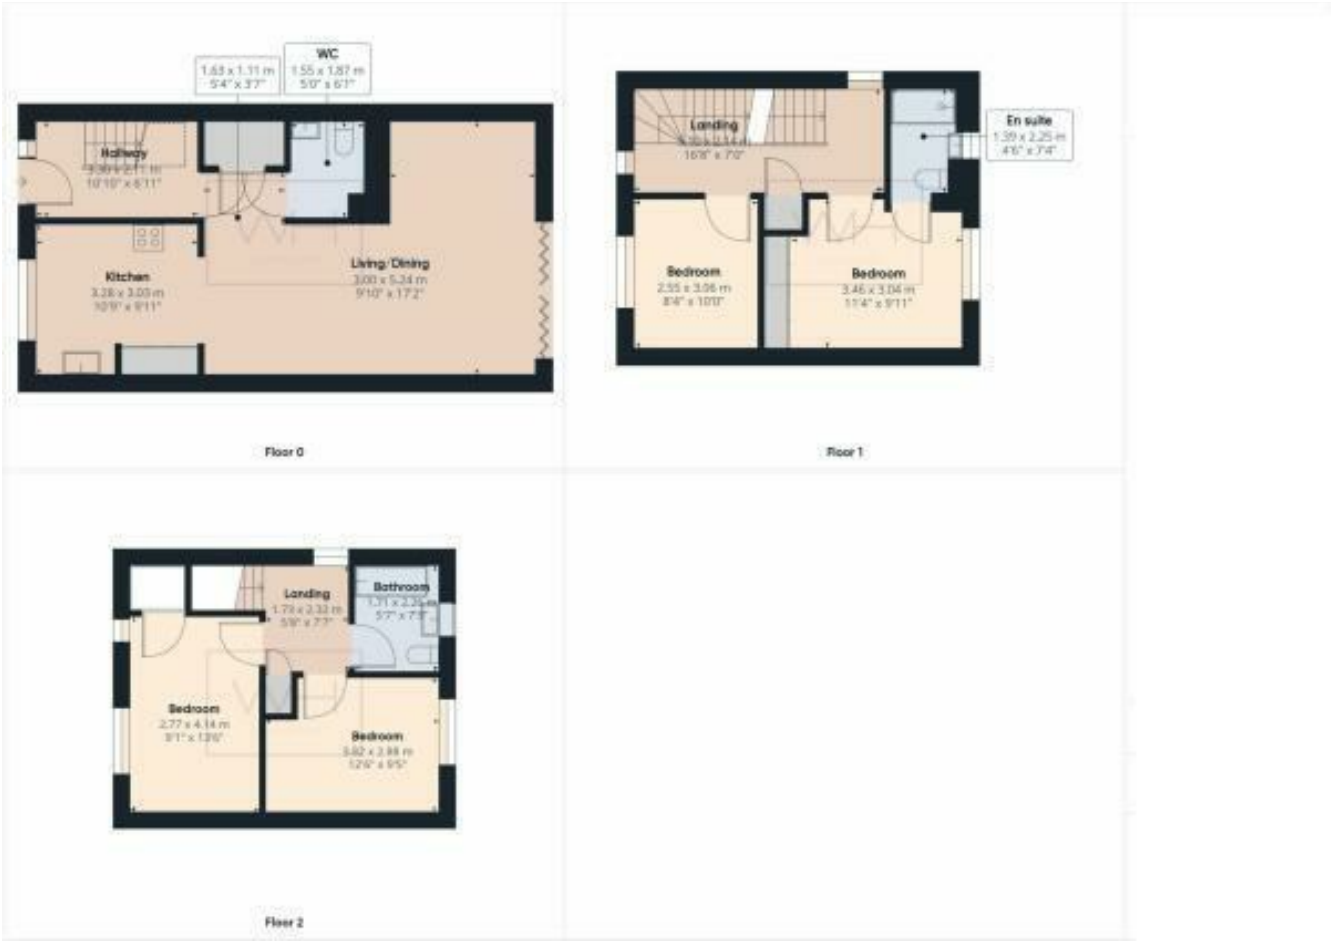 WC
1.63 x 1.11 m
5'4" x 3'7"
1.55 x 1.87 m
5'0" x 6'1"
Hallway
10'10" x 6'11"
Kitchen
3.28 x 3.03 m
10'9" x 9'11"
Living/Dining
3.00 x 5.24 m
9'10" x 17'2"
Floor 0
Landing
16'8" x 7'0"
En suite
1.39 x 2.25 m
4'6" x 7'4"
Bedroom
2.55 x 3.06 m
8'4" x 10'0"
Bedroom
3.46 x 3.04 m
11'4" x 9'11"
Floor 1
Landing
1.73 x 2.32 m
5'8" x 7'7"
Bathroom
5'7" x 7'5"
Bedroom
2.77 x 4.14 m
9'1" x 13'6"
Bedroom
3.82 x 2.88 m
12'6" x 9'5"
Floor 2
WH